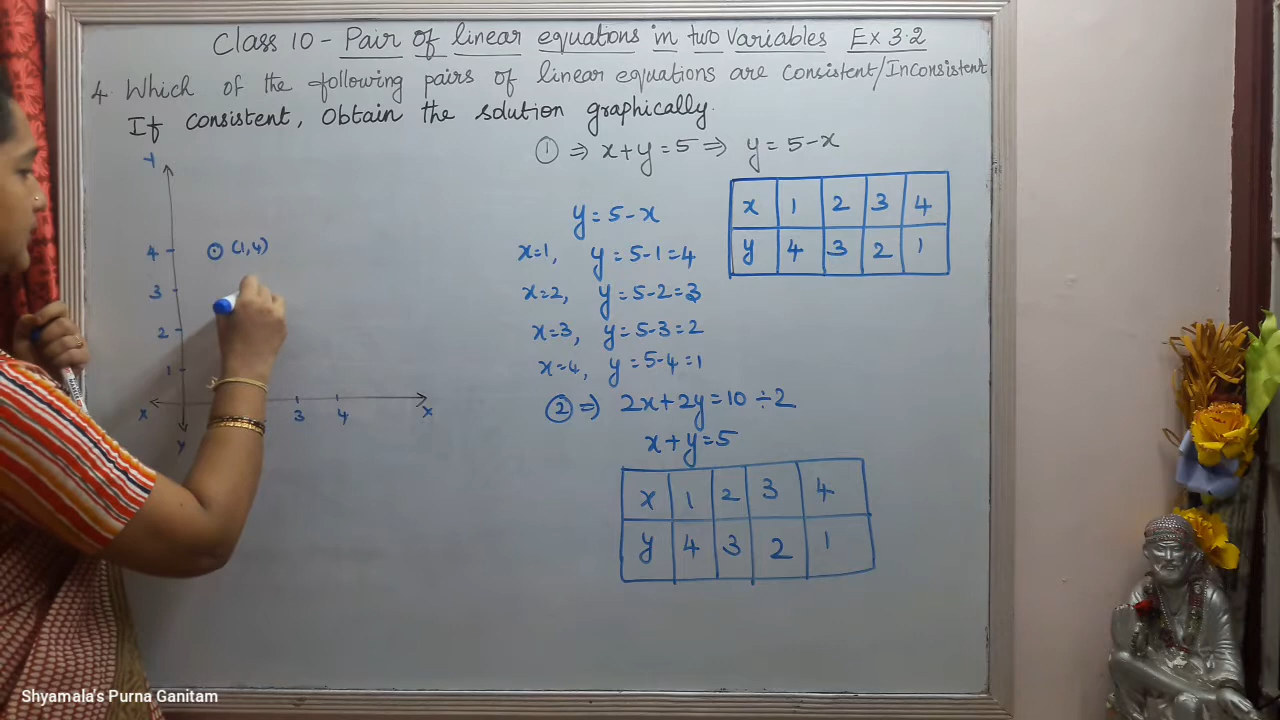 Class 10 - Pair of linear equations in two Variables Ex 3.2
4. Which of the following pairs of linear equations are Consistent/Inconsistent
If consistent, Obtain the solution graphically.
① ⇒ x+y=5 ⇒ y=5-x
x 1 2 3 4
y 4 3 2 1
y=5-x
x=1, y=5-1=4
x=2, y=5-2=3
x=3, y=5-3=2
x=4, y=5-4=1
② ⇒ 2x+2y=10÷2
x+y=5
x 1 2 3 4
y 4 3 2 1
Y
4 (1,4)
3
2
1
X 3 4 X
Y
Shyamala's Purna Ganitam